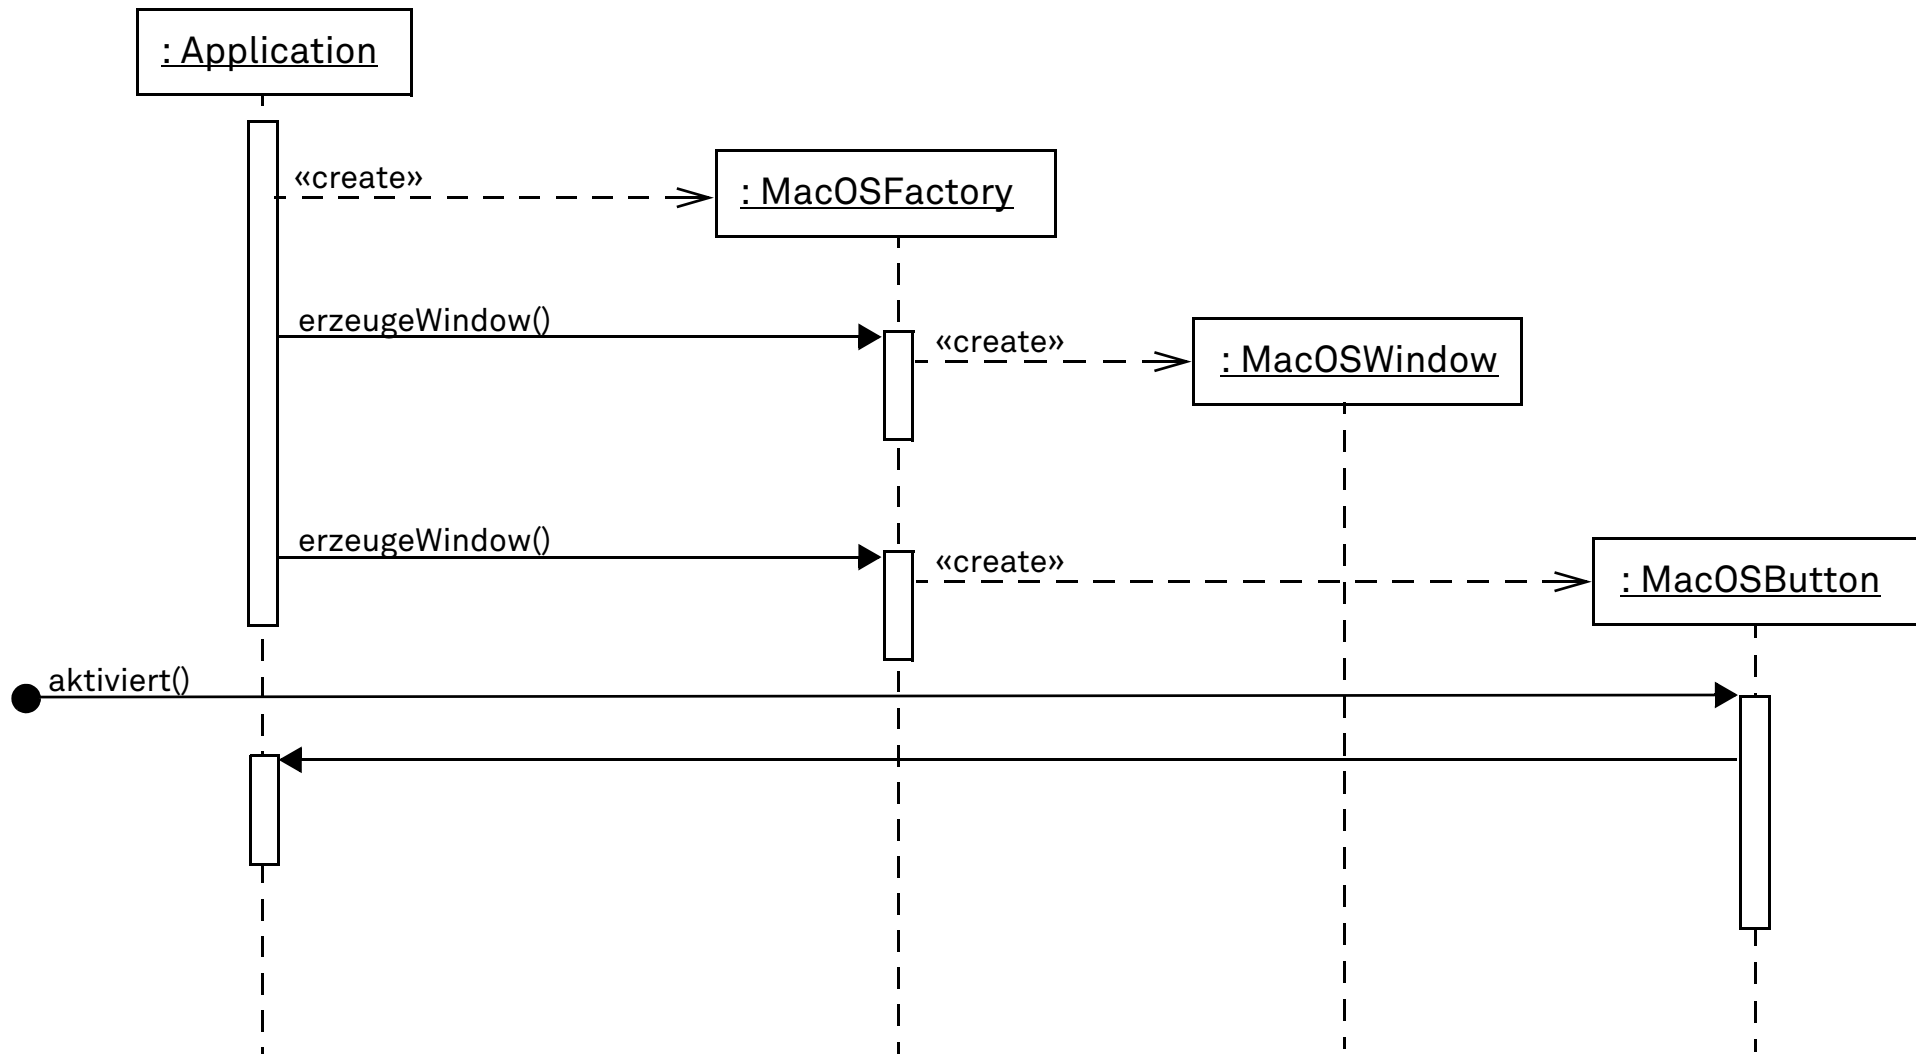 : Application
«create»
: MacOSFactory
erzeugeWindow()
«create»
: MacOSWindow
erzeugeWindow()
«create»
: MacOSButton
aktiviert()